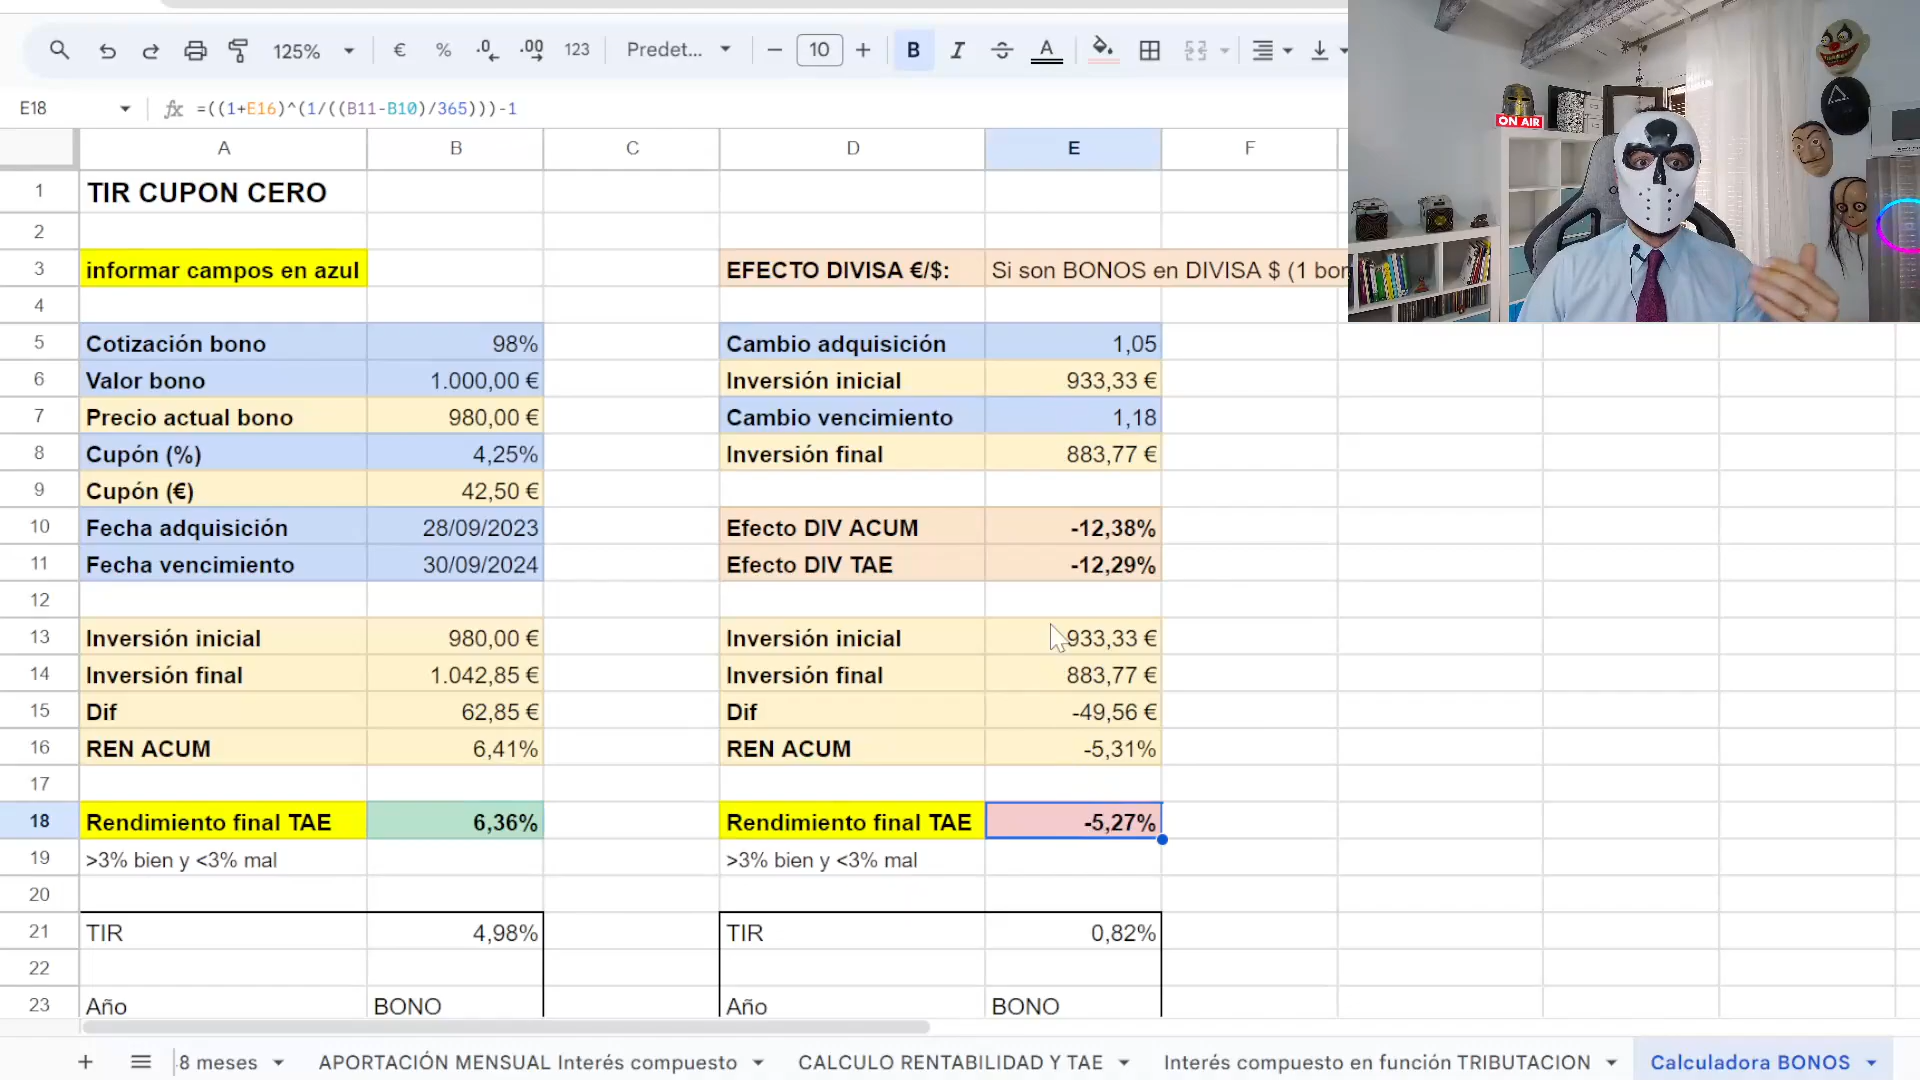 125%
€
%
.0
.00
123
Predet...
10
B
I
A
E18
fx
=((1+E16)^(1/((B11-B10)/365)))-1
A
B
C
D
E
F
1
TIR CUPON CERO
2
3
informar campos en azul
EFECTO DIVISA €/$:
Si son BONOS en DIVISA $ (1 bon
4
5
Cotización bono
98%
Cambio adquisición
1,05
6
Valor bono
1.000,00 €
Inversión inicial
933,33 €
7
Precio actual bono
980,00 €
Cambio vencimiento
1,18
8
Cupón (%)
4,25%
Inversión final
883,77 €
9
Cupón (€)
42,50 €
10
Fecha adquisición
28/09/2023
Efecto DIV ACUM
-12,38%
11
Fecha vencimiento
30/09/2024
Efecto DIV TAE
-12,29%
12
13
Inversión inicial
980,00 €
Inversión inicial
933,33 €
14
Inversión final
1.042,85 €
Inversión final
883,77 €
15
Dif
62,85 €
Dif
-49,56 €
16
REN ACUM
6,41%
REN ACUM
-5,31%
17
18
Rendimiento final TAE
6,36%
Rendimiento final TAE
-5,27%
19
>3% bien y <3% mal
>3% bien y <3% mal
20
21
TIR
4,98%
TIR
0,82%
22
23
Año
BONO
Año
BONO
8 meses
APORTACIÓN MENSUAL Interés compuesto
CALCULO RENTABILIDAD Y TAE
Interés compuesto en función TRIBUTACION
Calculadora BONOS
ON AIR